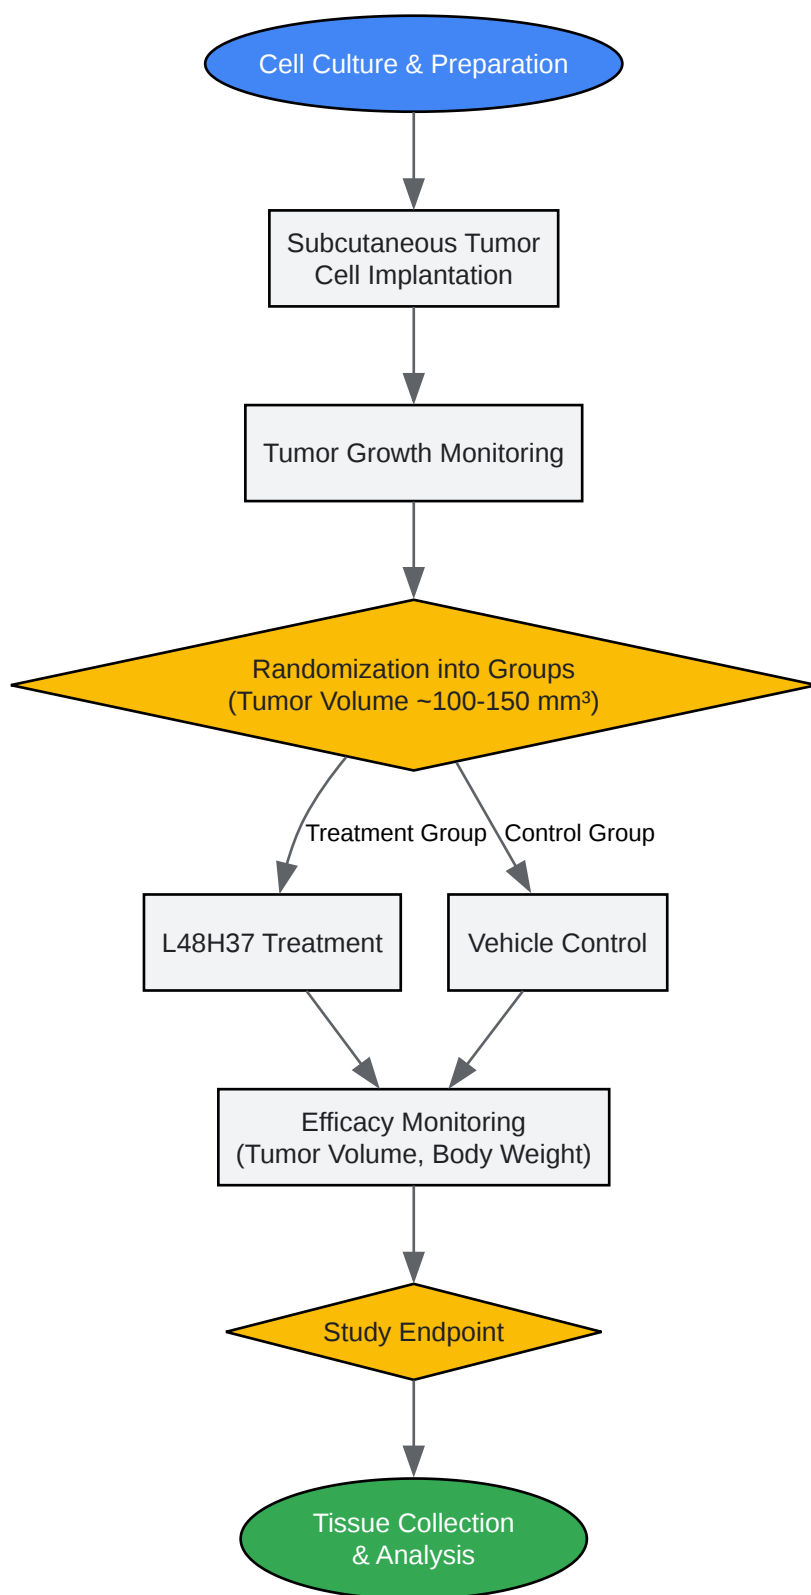 Cell Culture & Preparation
Subcutaneous Tumor
Cell Implantation
Tumor Growth Monitoring
Randomization into Groups
(Tumor Volume ~100-150 mm³)
Treatment Group
Control Group
L48H37 Treatment
Vehicle Control
Efficacy Monitoring
(Tumor Volume, Body Weight)
Study Endpoint
Tissue Collection
& Analysis